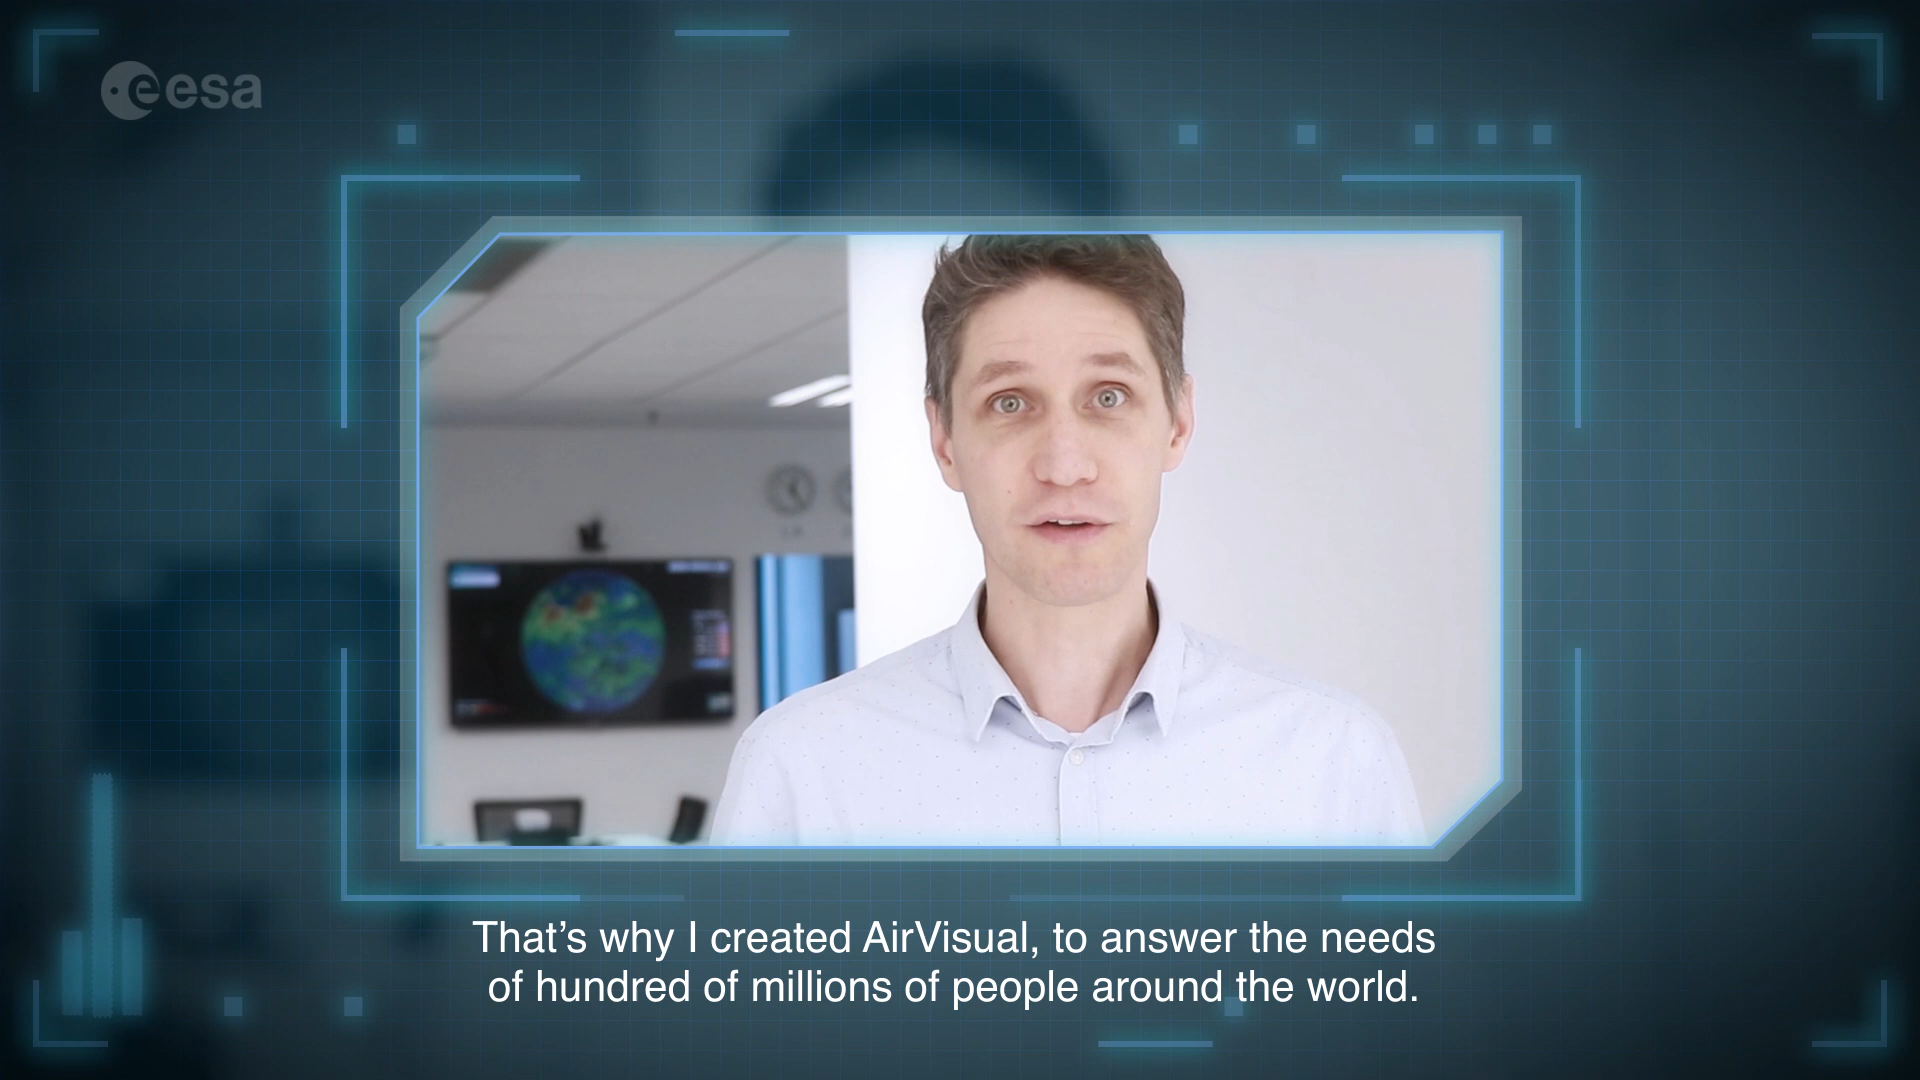 esa
That’s why I created AirVisual, to answer the needs
of hundred of millions of people around the world.